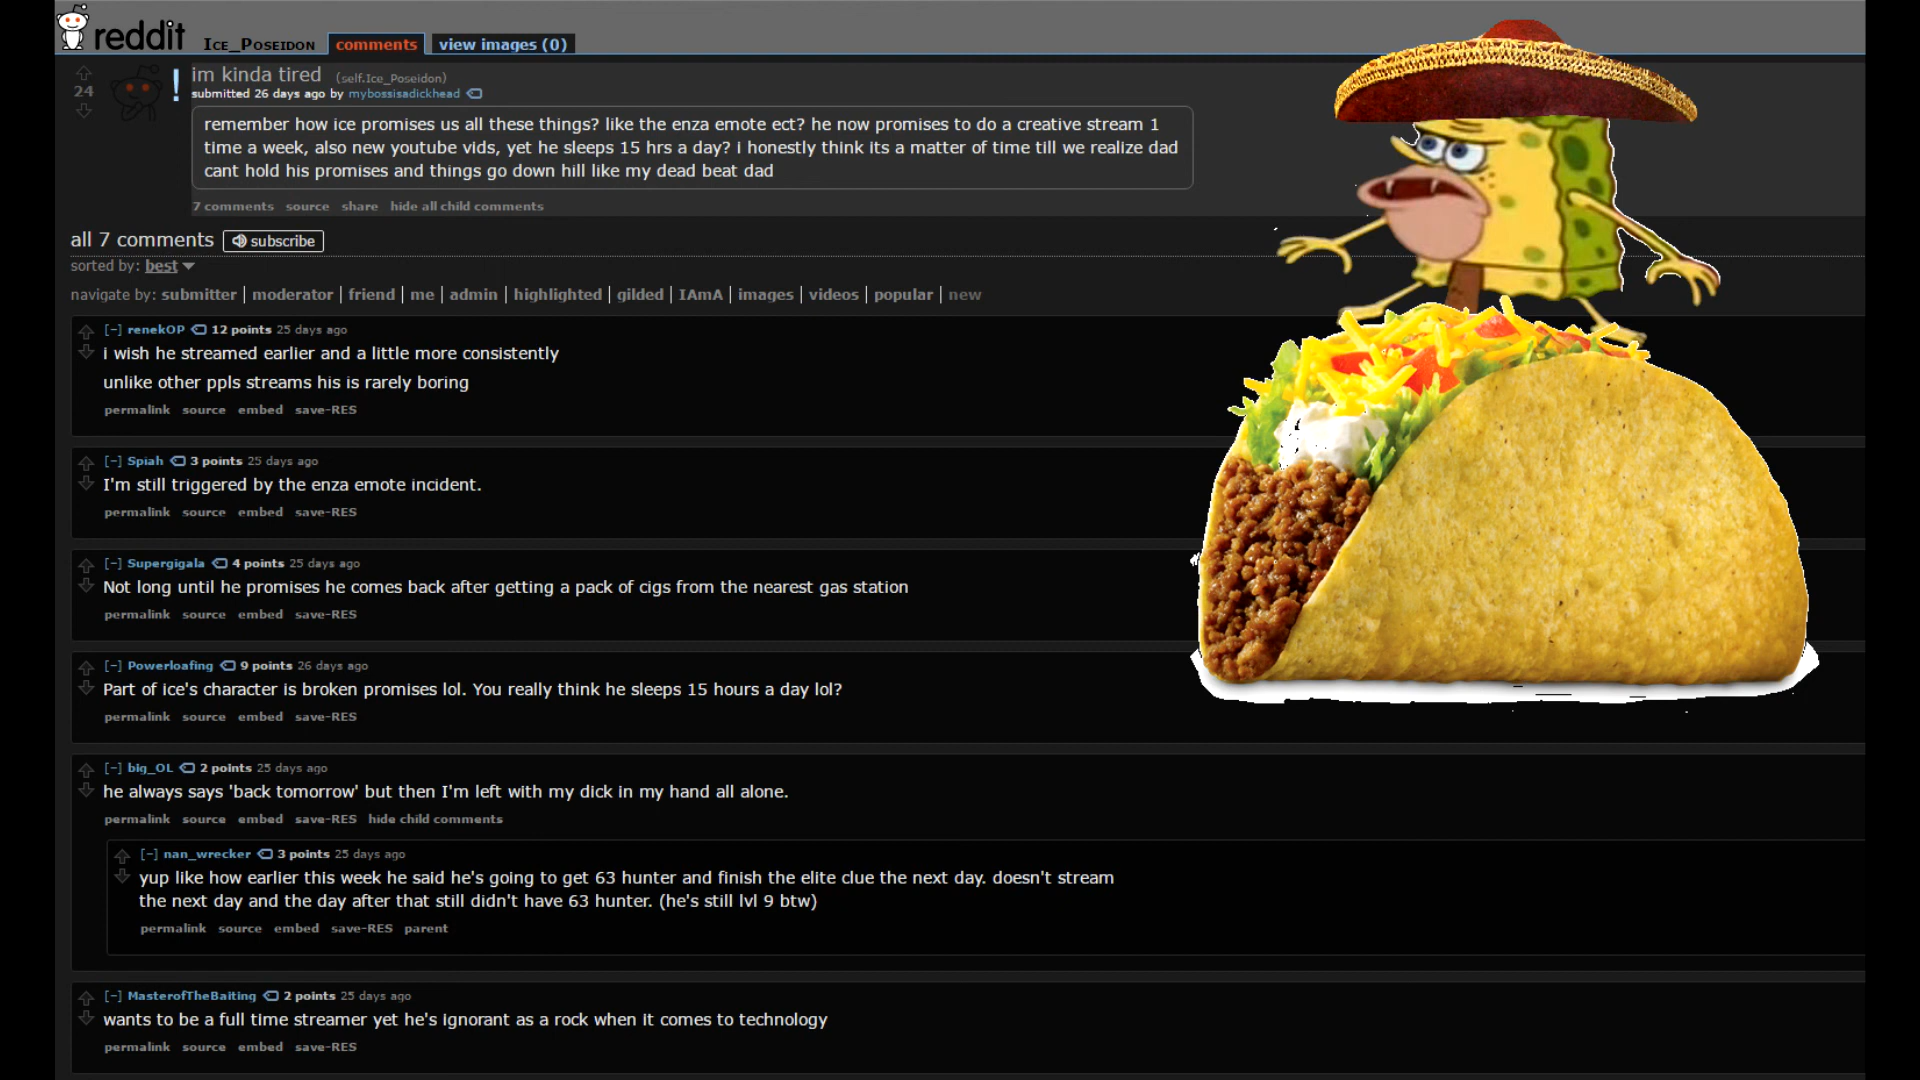 reddit ICE_POSEIDON comments view images (0)
im kinda tired (self.Ice_Poseidon)
24
submitted 26 days ago by mybossisadickhead
remember how ice promises us all these things? like the enza emote ect? he now promises to do a creative stream 1
time a week, also new youtube vids, yet he sleeps 15 hrs a day? i honestly think its a matter of time till we realize dad
cant hold his promises and things go down hill like my dead beat dad
7 comments source share hide all child comments
all 7 comments subscribe
sorted by: best
navigate by: submitter | moderator | friend | me | admin | highlighted | gilded | IAmA | images | videos | popular | new
[-] renekOP 12 points 25 days ago
i wish he streamed earlier and a little more consistently
unlike other ppls streams his is rarely boring
permalink source embed save-RES
[-] Spiah 3 points 25 days ago
I'm still triggered by the enza emote incident.
permalink source embed save-RES
[-] Supergigala 4 points 25 days ago
Not long until he promises he comes back after getting a pack of cigs from the nearest gas station
permalink source embed save-RES
[-] Powerloafing 9 points 26 days ago
Part of ice's character is broken promises lol. You really think he sleeps 15 hours a day lol?
permalink source embed save-RES
[-] big_OL 2 points 25 days ago
he always says 'back tomorrow' but then I'm left with my dick in my hand all alone.
permalink source embed save-RES hide child comments
[-] nan_wrecker 3 points 25 days ago
yup like how earlier this week he said he's going to get 63 hunter and finish the elite clue the next day. doesn't stream
the next day and the day after that still didn't have 63 hunter. (he's still lvl 9 btw)
permalink source embed save-RES parent
[-] MasterofTheBaiting 2 points 25 days ago
wants to be a full time streamer yet he's ignorant as a rock when it comes to technology
permalink source embed save-RES